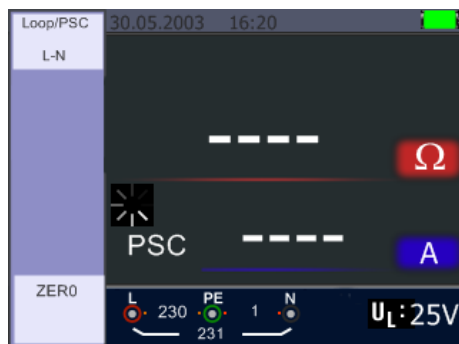 Loop/PSC 30.05.2003 16:20
L-N
---- Ω
PSC ---- A
ZER0
L PE N
230 1
231
UL:25V